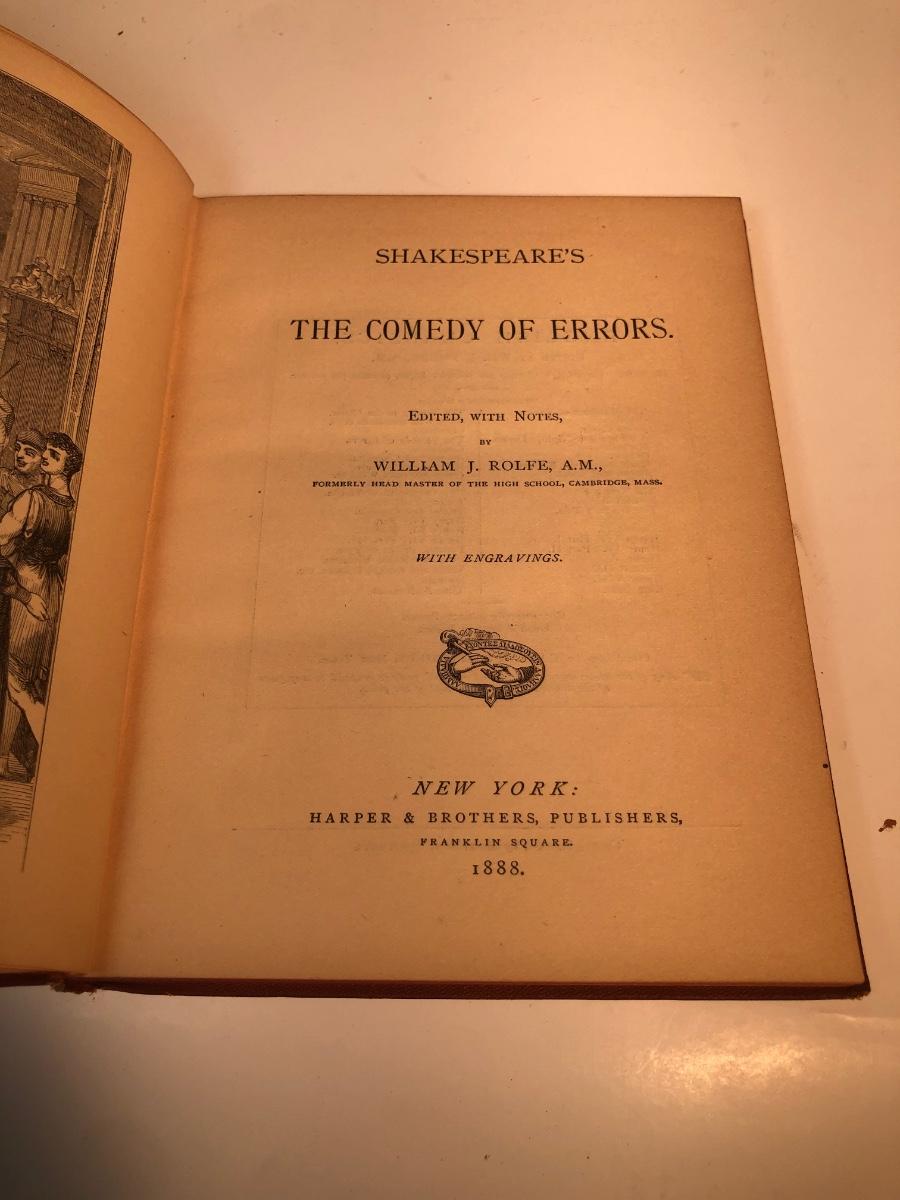 SHAKESPEARE'S
THE COMEDY OF ERRORS.
EDITED, WITH NOTES,
BY
WILLIAM J. ROLFE, A.M.,
FORMERLY HEAD MASTER OF THE HIGH SCHOOL, CAMBRIDGE, MASS.
WITH ENGRAVINGS.
NEW YORK:
HARPER & BROTHERS, PUBLISHERS,
FRANKLIN SQUARE.
1888.